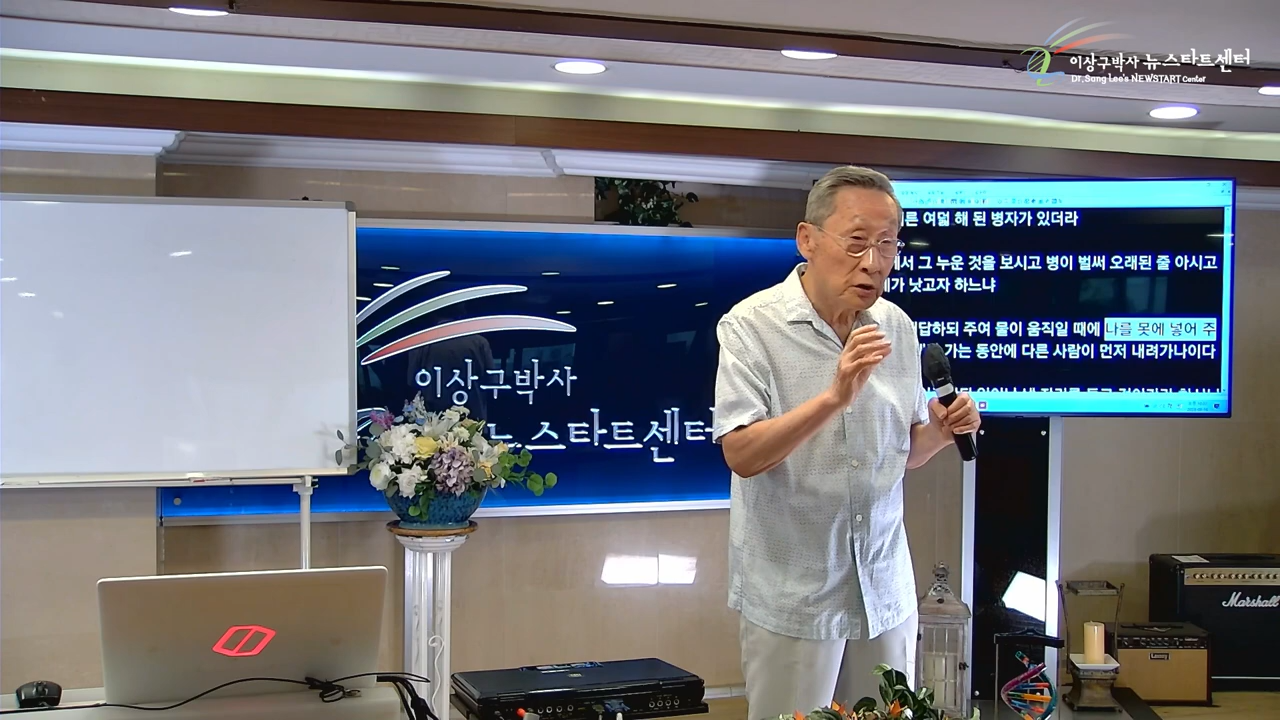 이상구박사 뉴스타트센터
Dr. Sang Lee's NEWSTART Center
른 여덟 해 된 병자가 있더라
서 그 누운 것을 보시고 병이 벌써 오래된 줄 아시고
가 낫고자 하느냐
답하되 주여 물이 움직일 때에 나를 못에 넣어 주
가는 동안에 다른 사람이 먼저 내려가나이다
이상구박사
뉴스타트센터
Marshall
Laney